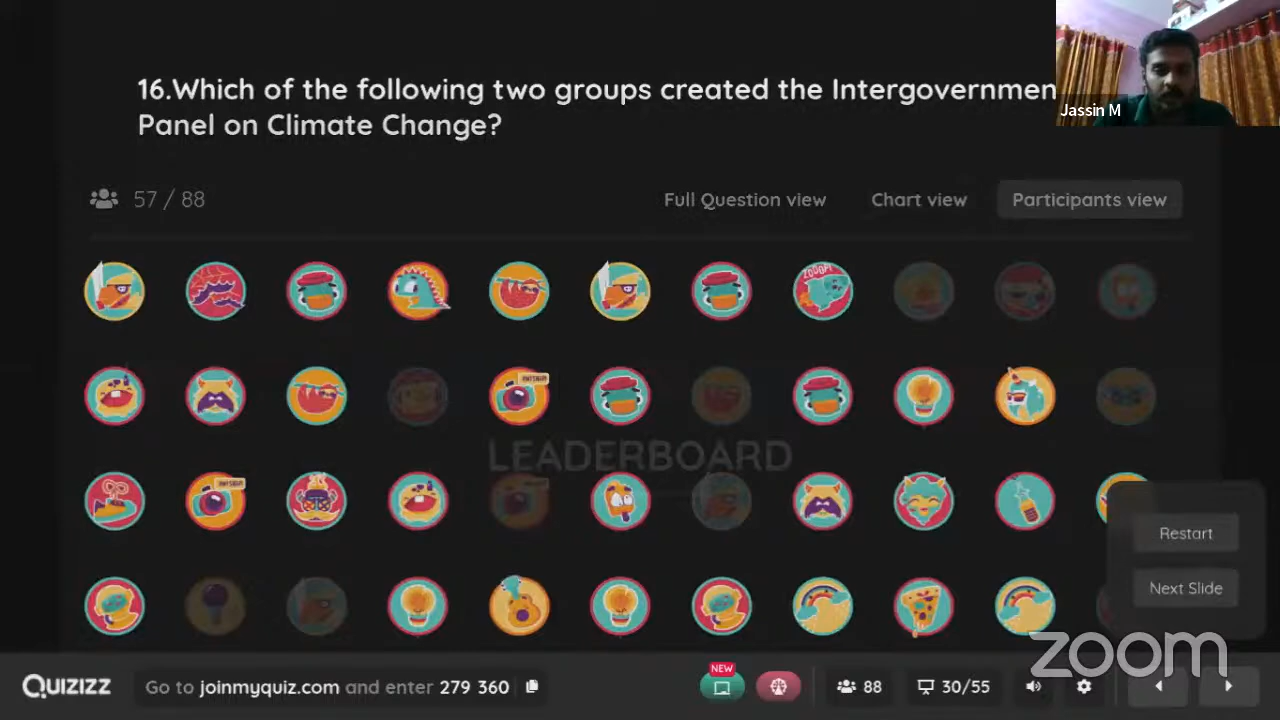 16.Which of the following two groups created the Intergovernmen
Panel on Climate Change?
Jassin M
57 / 88
Full Question view
Chart view
Participants view
ZOOOP!
LEADERBOARD
Restart
Next Slide
zoom
QUIZIZZ
Go to joinmyquiz.com and enter 279 360
NEW
88
30/55